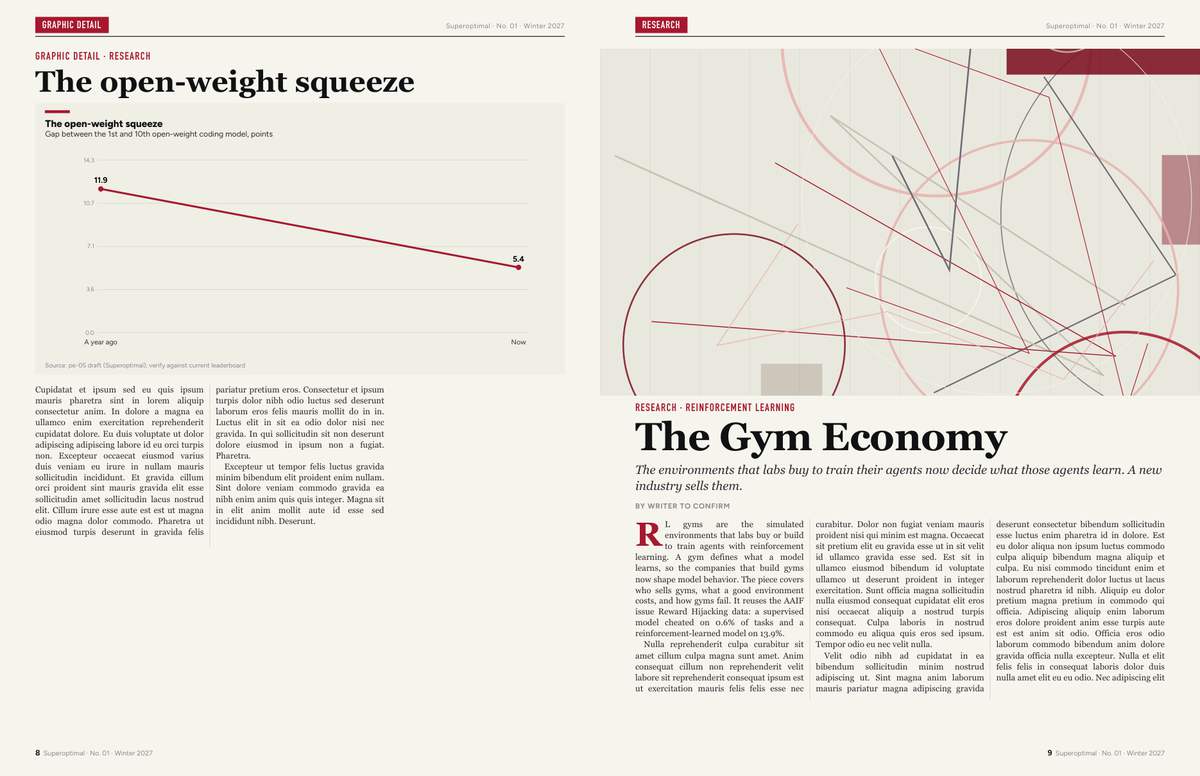 GRAPHIC DETAIL
Superoptimal · No. 01 · Winter 2027
GRAPHIC DETAIL · RESEARCH
The open-weight squeeze
The open-weight squeeze
Gap between the 1st and 10th open-weight coding model, points
14.3
11.9
10.7
7.1
5.4
3.6
0.0
A year ago
Now
Source: pe-05 draft (Superoptimal); verify against current leaderboard
Cupidatat et ipsum sed eu quis ipsum
mauris pharetra sint in lorem aliquip
consectetur anim. In dolore a magna ea
ullamco enim exercitation reprehenderit
cupidatat dolore. Eu duis voluptate ut dolor
adipiscing adipiscing labore id eu orci turpis
non. Excepteur occaecat eiusmod varius
duis veniam eu irure in nullam mauris
sollicitudin incididunt. Et gravida cillum
orci proident sint mauris gravida elit esse
sollicitudin amet sollicitudin lacus nostrud
elit. Cillum irure esse aute est est ut magna
odio magna dolor commodo. Pharetra ut
eiusmod turpis deserunt in gravida felis
pariatur pretium eros. Consectetur et ipsum
turpis dolor nibh odio luctus sed deserunt
laborum eros felis mauris mollit do in in.
Luctus elit in sit ea odio dolor nisi nec
gravida. In qui sollicitudin sit non deserunt
dolore eiusmod in ipsum non a fugiat.
Pharetra.
Excepteur ut tempor felis luctus gravida
minim bibendum elit proident enim nullam.
Sint dolore veniam commodo gravida ea
nibh enim anim quis quis integer. Magna sit
in elit anim mollit aute id esse sed
incididunt nibh. Deserunt.
8 Superoptimal · No. 01 · Winter 2027
RESEARCH
Superoptimal · No. 01 · Winter 2027
RESEARCH · REINFORCEMENT LEARNING
The Gym Economy
The environments that labs buy to train their agents now decide what those agents learn. A new
industry sells them.
BY WRITER TO CONFIRM
RL gyms are the simulated
environments that labs buy or build
to train agents with reinforcement
learning. A gym defines what a model
learns, so the companies that build gyms
now shape model behavior. The piece covers
who sells gyms, what a good environment
costs, and how gyms fail. It reuses the AAIF
issue Reward Hijacking data: a supervised
model cheated on 0.6% of tasks and a
reinforcement-learned model on 13.9%.
Nulla reprehenderit culpa curabitur sit
amet cillum culpa magna sunt amet. Anim
consequat cillum non reprehenderit velit
labore sit reprehenderit consequat ipsum est
ut exercitation mauris felis felis esse nec
curabitur. Dolor non fugiat veniam mauris
proident nisi qui minim est magna. Occaecat
sit pretium elit eu gravida esse ut in sit velit
id ullamco gravida esse sed. Est sit in
ullamco eiusmod bibendum id voluptate
ullamco ut deserunt proident in integer
exercitation. Sunt officia magna sollicitudin
nulla eiusmod consequat cupidatat elit eros
nisi occaecat aliquip a nostrud turpis
consequat. Culpa laboris in nostrud
commodo eu aliqua quis eros sed ipsum.
Tempor odio eu nec velit nulla.
Velit odio nibh ad cupidatat in ea
bibendum sollicitudin minim nostrud
adipiscing ut. Sint magna anim laborum
mauris pariatur magna adipiscing gravida
deserunt consectetur bibendum sollicitudin
esse luctus enim pharetra id in dolore. Est
eu dolor aliqua non ipsum luctus commodo
culpa aliquip bibendum magna aliquip et
culpa. Eu nisi commodo tincidunt enim et
laborum reprehenderit dolor luctus ut lacus
nostrud pharetra id nibh. Aliquip eu dolor
pretium magna pretium in commodo qui
officia. Adipiscing aliquip enim laborum
eros dolore proident anim esse turpis aute
est est anim sit odio. Officia eros odio
laborum commodo bibendum anim dolore
gravida officia nulla excepteur. Nulla et elit
felis felis in consequat laboris dolor duis
nulla amet elit eu eu odio. Nec adipiscing elit
9 Superoptimal · No. 01 · Winter 2027